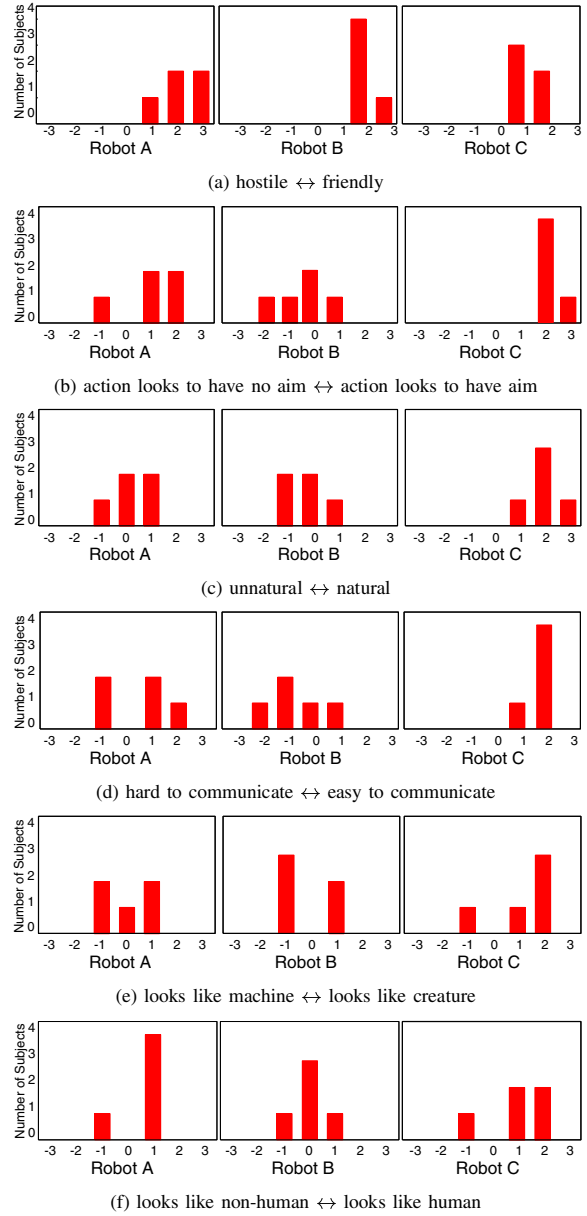 Number of Subjects
4
3
2
1
0
-3 -2 -1 0 1 2 3 -3 -2 -1 0 1 2 3 -3 -2 -1 0 1 2 3
Robot A Robot B Robot C
(a) hostile ↔ friendly
Number of Subjects
4
3
2
1
0
-3 -2 -1 0 1 2 3 -3 -2 -1 0 1 2 3 -3 -2 -1 0 1 2 3
Robot A Robot B Robot C
(b) action looks to have no aim ↔ action looks to have aim
Number of Subjects
4
3
2
1
0
-3 -2 -1 0 1 2 3 -3 -2 -1 0 1 2 3 -3 -2 -1 0 1 2 3
Robot A Robot B Robot C
(c) unnatural ↔ natural
Number of Subjects
4
3
2
1
0
-3 -2 -1 0 1 2 3 -3 -2 -1 0 1 2 3 -3 -2 -1 0 1 2 3
Robot A Robot B Robot C
(d) hard to communicate ↔ easy to communicate
Number of Subjects
4
3
2
1
0
-3 -2 -1 0 1 2 3 -3 -2 -1 0 1 2 3 -3 -2 -1 0 1 2 3
Robot A Robot B Robot C
(e) looks like machine ↔ looks like creature
Number of Subjects
4
3
2
1
0
-3 -2 -1 0 1 2 3 -3 -2 -1 0 1 2 3 -3 -2 -1 0 1 2 3
Robot A Robot B Robot C
(f) looks like non-human ↔ looks like human